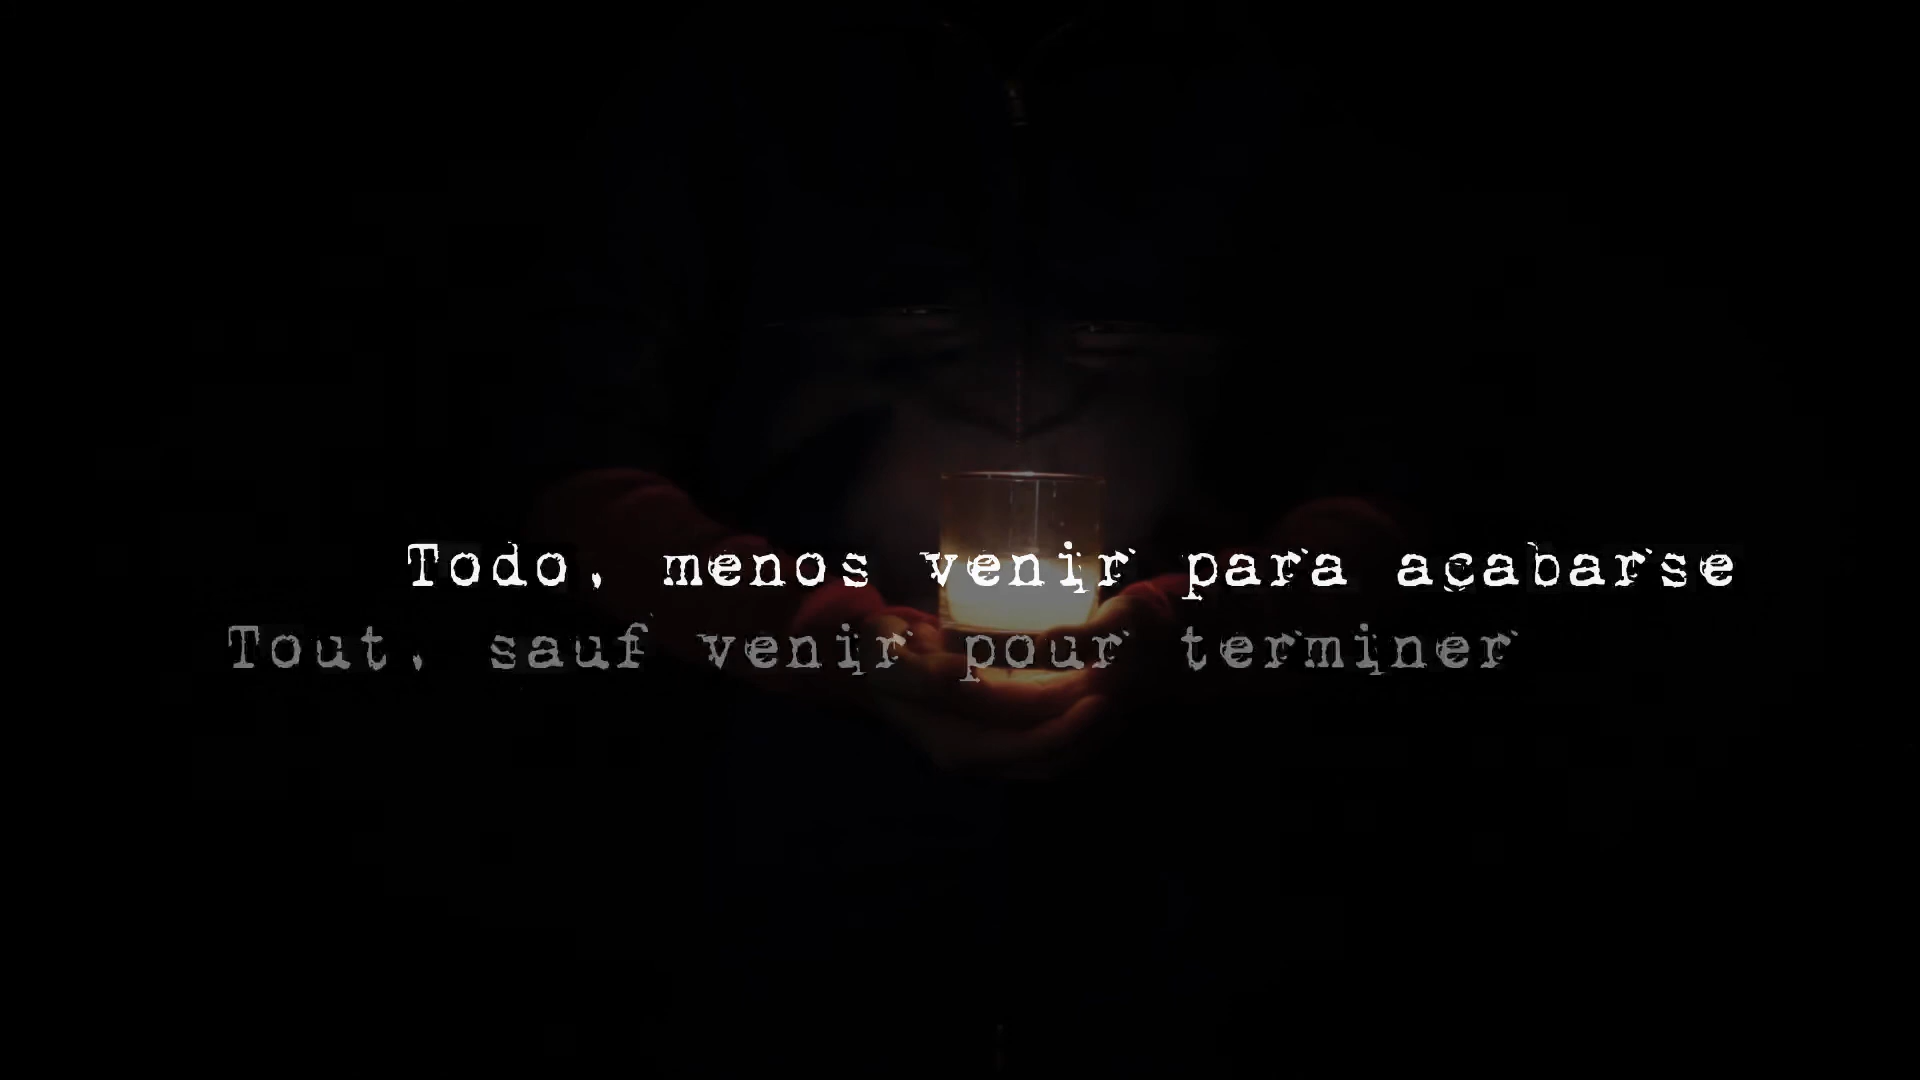 Todo, menos venir para acabarse
Tout, sauf venir pour terminer